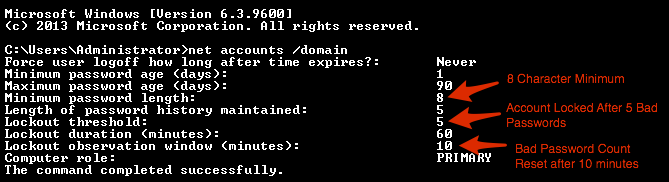 Microsoft Windows [Version 6.3.9600]
(c) 2013 Microsoft Corporation. All rights reserved.
C:\Users\Administrator>net accounts /domain
Force user logoff how long after time expires?: Never
Minimum password age (days): 1
Maximum password age (days): 90
Minimum password length: 8
Length of password history maintained: 5
Lockout threshold: 5
Lockout duration (minutes): 60
Lockout observation window (minutes): 10
Computer role: PRIMARY
The command completed successfully.
8 Character Minimum
Account Locked After 5 Bad
Passwords
Bad Password Count
Reset after 10 minutes